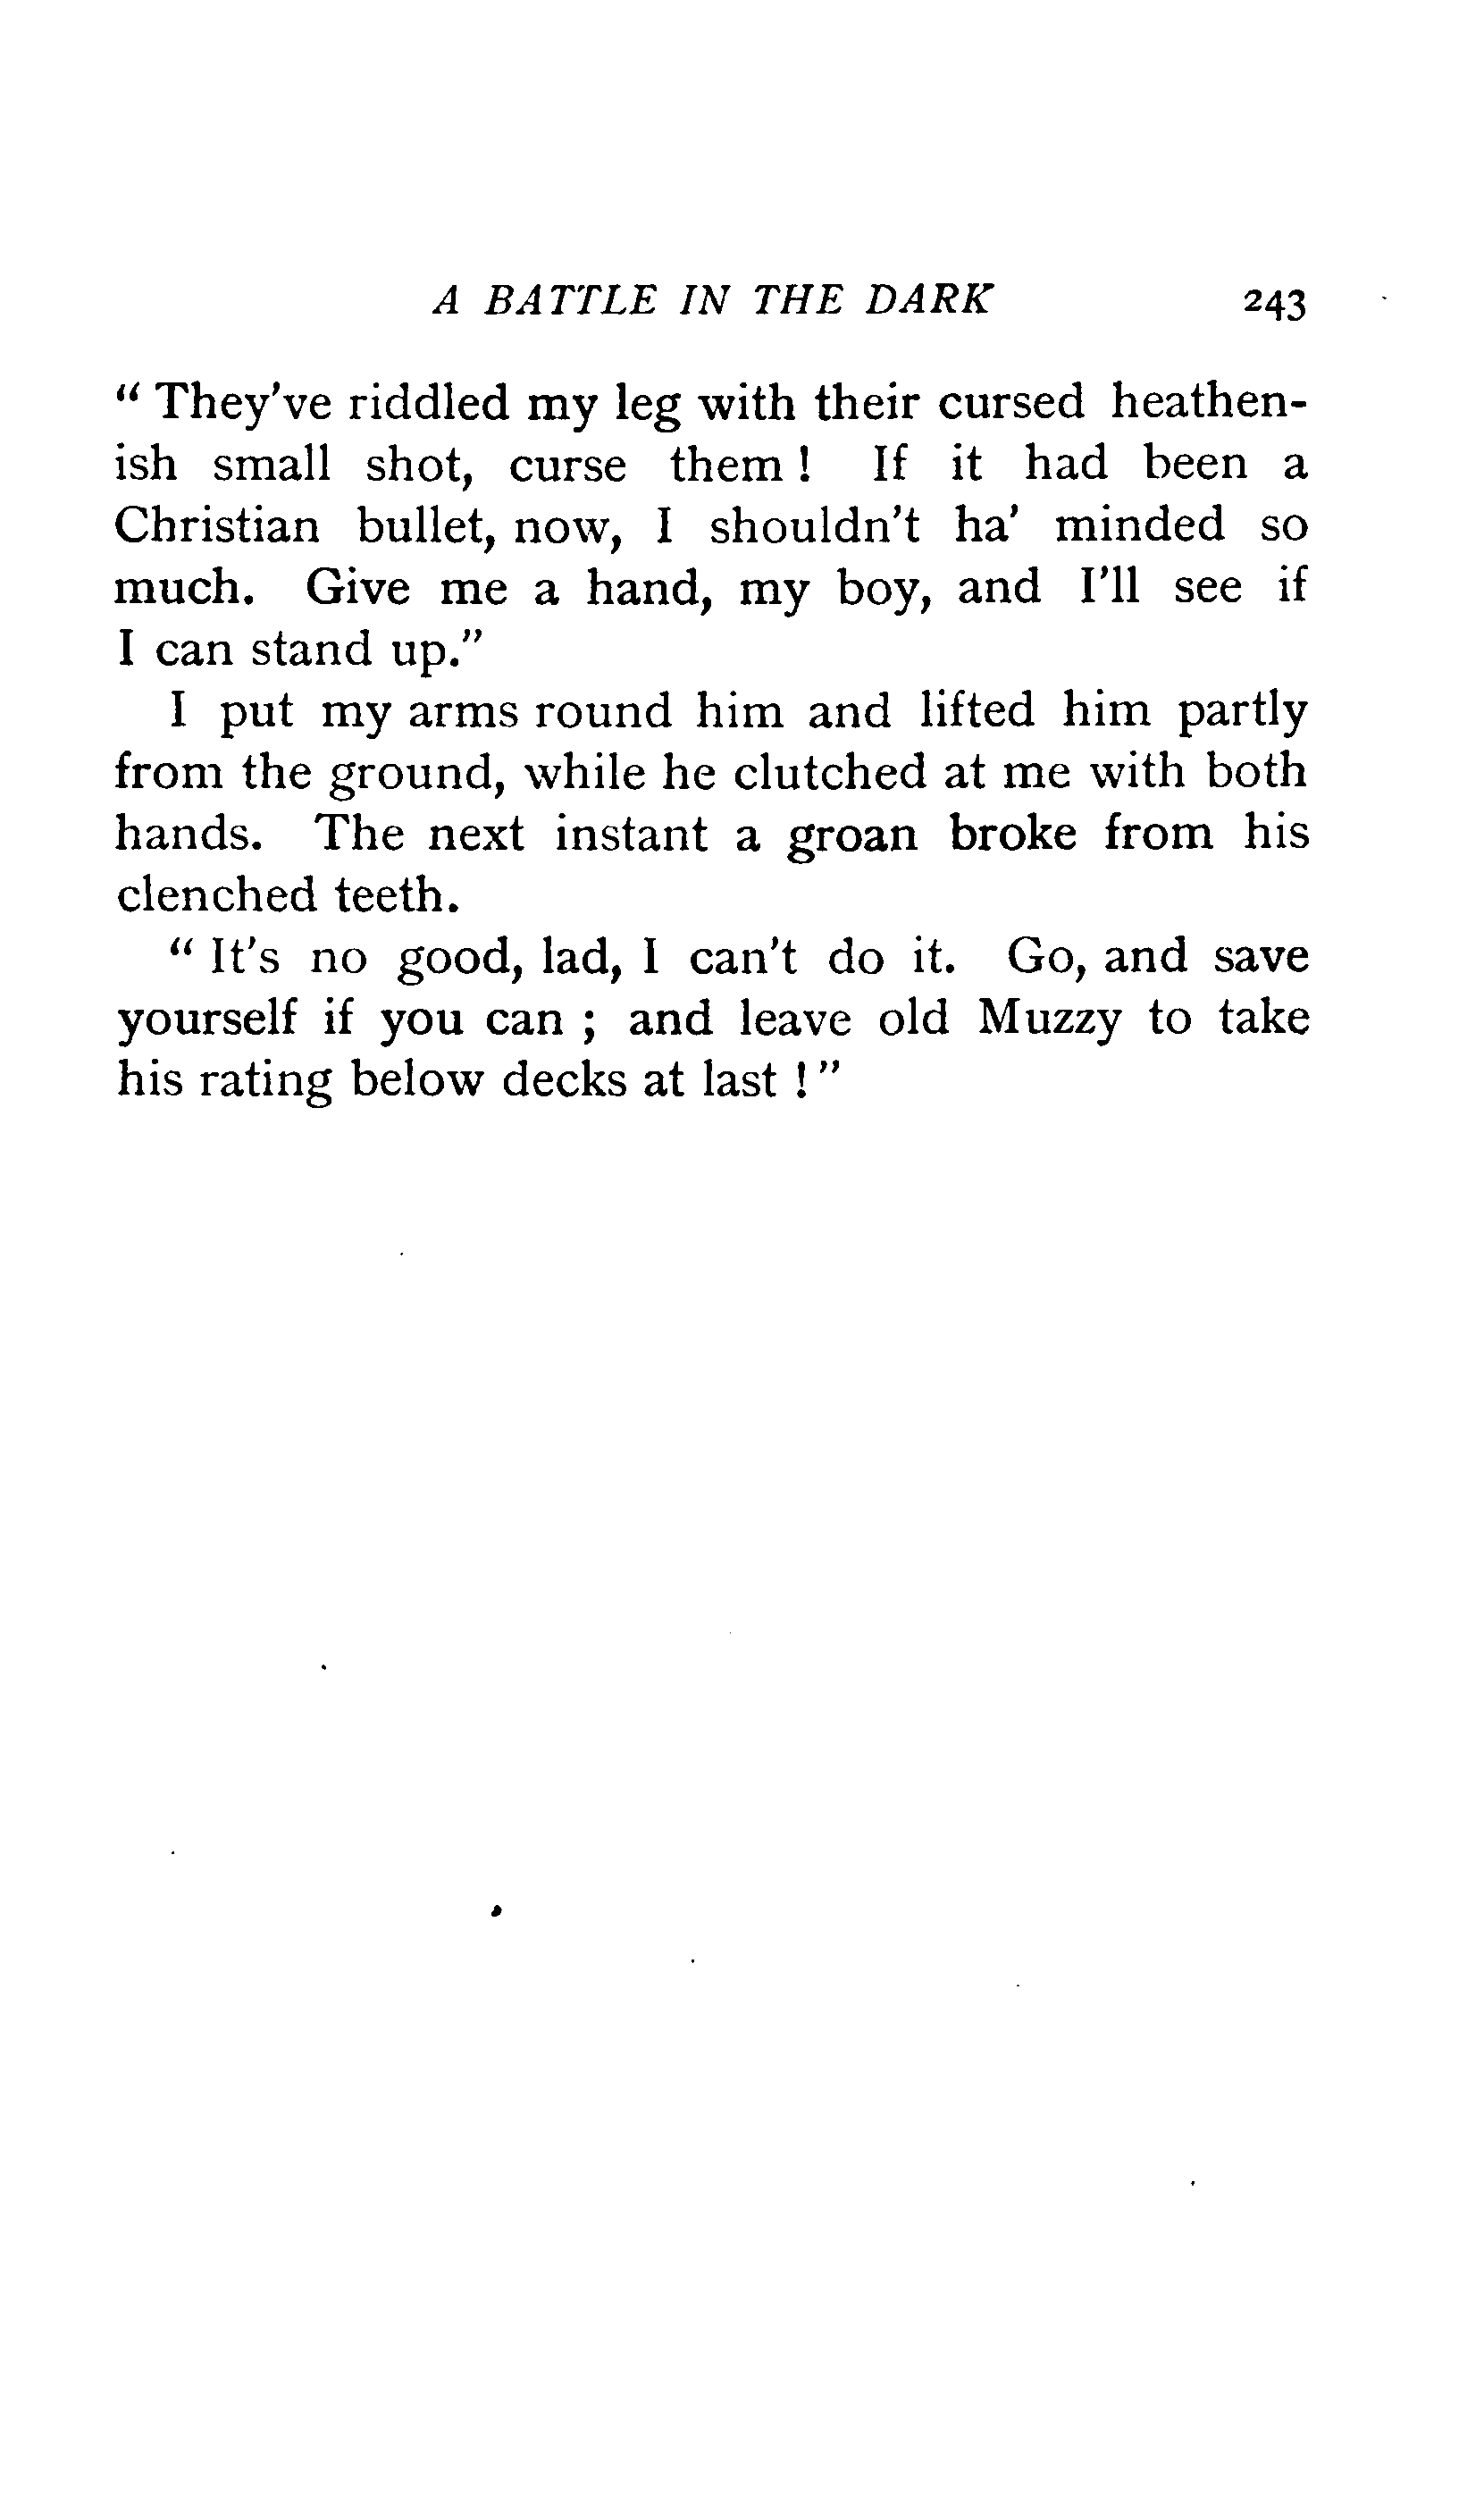 A BATTLE IN THE DARK 243
" They've riddled my leg with their cursed heathen-
ish small shot, curse them ! If it had been a
Christian bullet, now, I shouldn't ha' minded so
much. Give me a hand, my boy, and I'll see if
I can stand up."
I put my arms round him and lifted him partly
from the ground, while he clutched at me with both
hands. The next instant a groan broke from his
clenched teeth.
" It's no good, lad, I can't do it. Go, and save
yourself if you can ; and leave old Muzzy to take
his rating below decks at last ! "